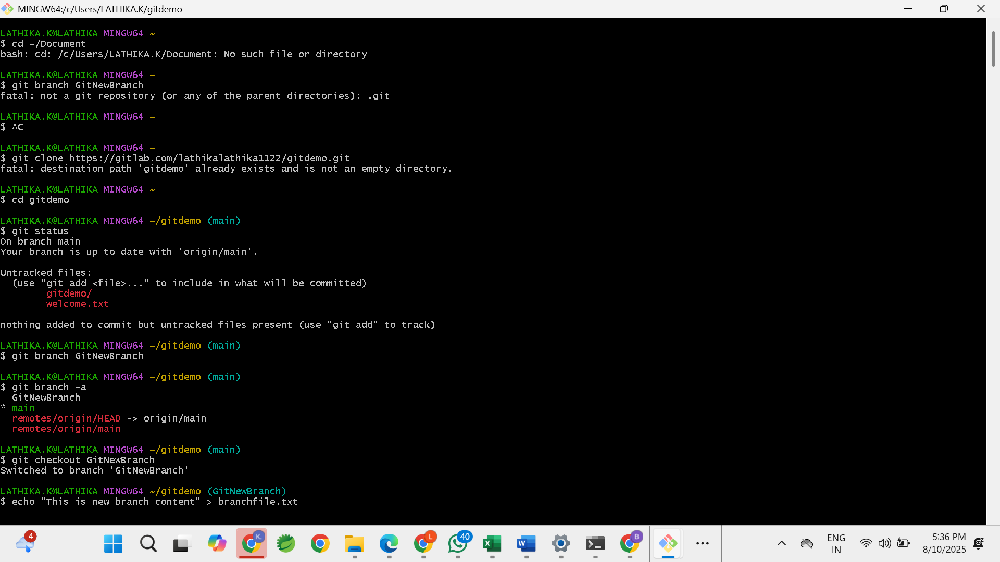 MINGW64:/c/Users/LATHIKA.K/gitdemo
LATHIKA.K@LATHIKA MINGW64 ~
$ cd ~/Document
bash: cd: /c/Users/LATHIKA.K/Document: No such file or directory
LATHIKA.K@LATHIKA MINGW64 ~
$ git branch GitNewBranch
fatal: not a git repository (or any of the parent directories): .git
LATHIKA.K@LATHIKA MINGW64 ~
$ ^C
LATHIKA.K@LATHIKA MINGW64 ~
$ git clone https://gitlab.com/lathikalathika1122/gitdemo.git
fatal: destination path 'gitdemo' already exists and is not an empty directory.
LATHIKA.K@LATHIKA MINGW64 ~
$ cd gitdemo
LATHIKA.K@LATHIKA MINGW64 ~/gitdemo (main)
$ git status
On branch main
Your branch is up to date with 'origin/main'.
Untracked files:
  (use "git add <file>..." to include in what will be committed)
        gitdemo/
        welcome.txt
nothing added to commit but untracked files present (use "git add" to track)
LATHIKA.K@LATHIKA MINGW64 ~/gitdemo (main)
$ git branch GitNewBranch
LATHIKA.K@LATHIKA MINGW64 ~/gitdemo (main)
$ git branch -a
  GitNewBranch
* main
  remotes/origin/HEAD -> origin/main
  remotes/origin/main
LATHIKA.K@LATHIKA MINGW64 ~/gitdemo (main)
$ git checkout GitNewBranch
Switched to branch 'GitNewBranch'
LATHIKA.K@LATHIKA MINGW64 ~/gitdemo (GitNewBranch)
$ echo "This is new branch content" > branchfile.txt
4
K
L
40
X
W
B
ENG
IN
5:36 PM
8/10/2025